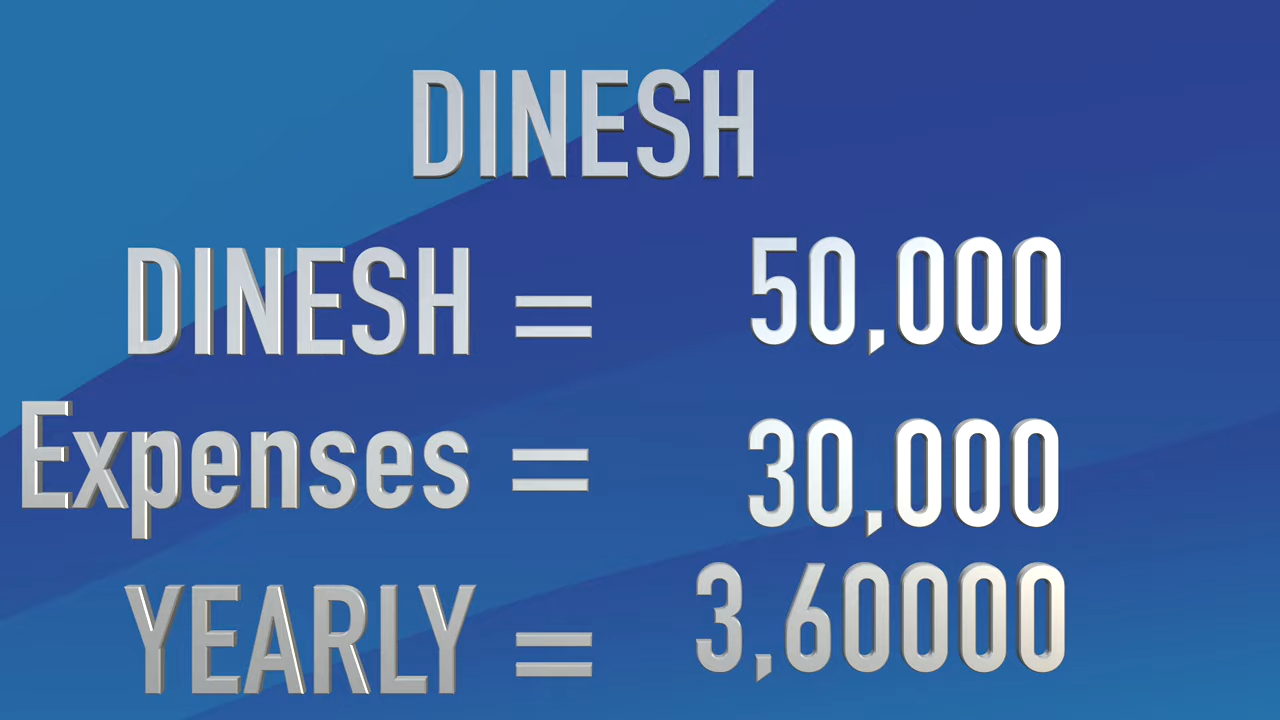 DINESH
DINESH = 50,000
Expenses = 30,000
YEARLY = 3,60000